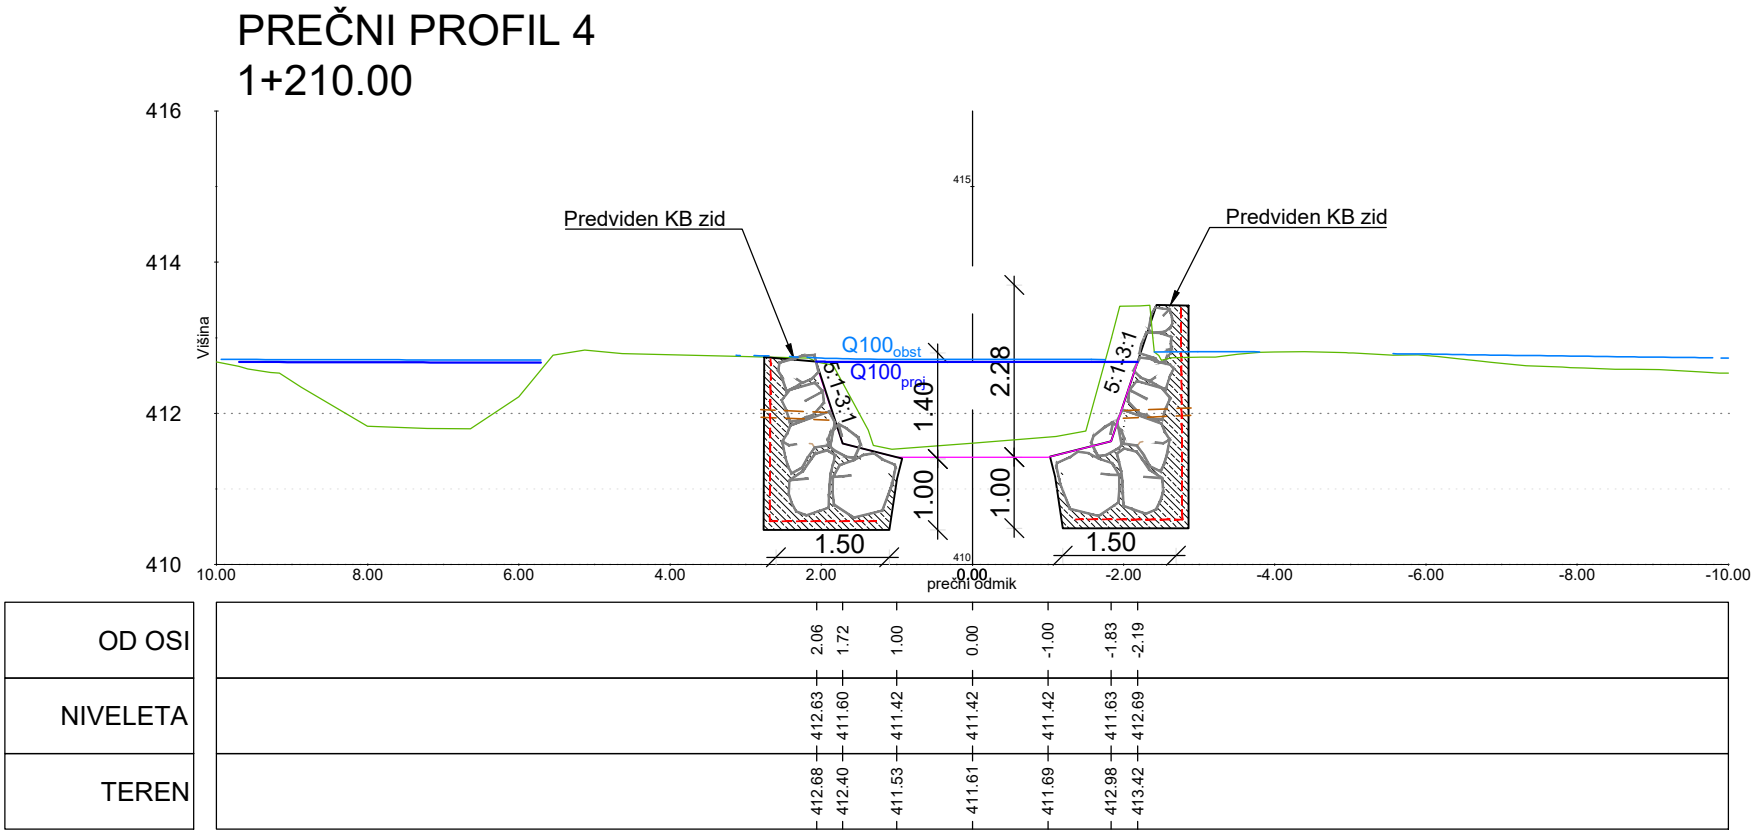 PREČNI PROFIL 4
1+210.00
416
415
Predviden KB zid
Predviden KB zid
414
Višina
Q100obst
Q100proj
5:1-3:1
5:1-3:1
2.28
1.40
412
1.00
1.00
1.50
1.50
410
410
10.00 8.00 6.00 4.00 2.00 0.00 -2.00 -4.00 -6.00 -8.00 -10.00
prečni odmik
OD OSI 2.06 1.72 1.00 0.00 -1.00 -1.83 -2.19
NIVELETA 412.63 411.60 411.42 411.42 411.42 411.63 412.69
TEREN 412.68 412.40 411.53 411.61 411.69 412.98 413.42